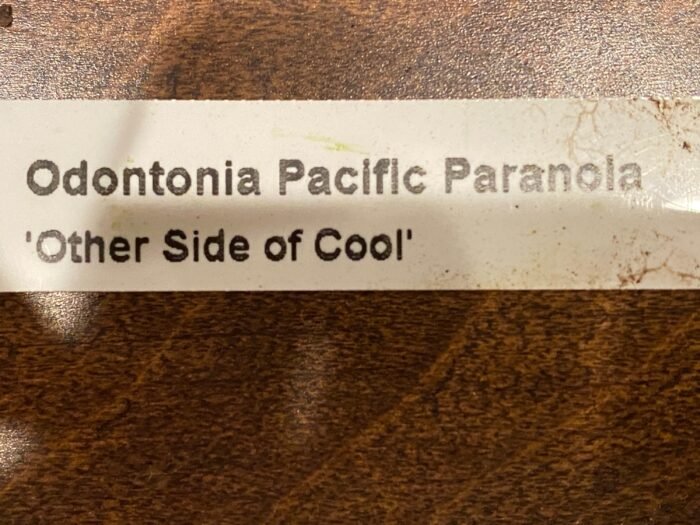 Odontonia Pacific Paranoia
'Other Side of Cool'